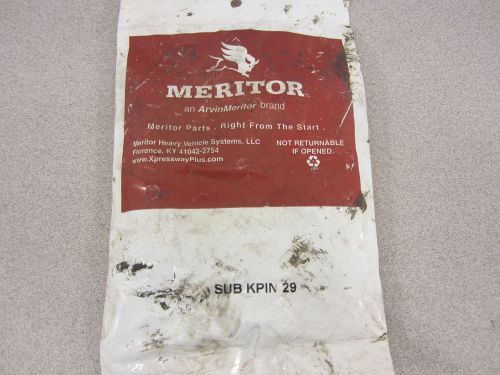 MERITOR
an ArvinMeritor brand
Meritor Parts. Right From The Start.
Meritor Heavy Vehicle Systems, LLC
Florence, KY 41042-2754
www.XpresswayPlus.com
NOT RETURNABLE
IF OPENED
SUB KPIN 29